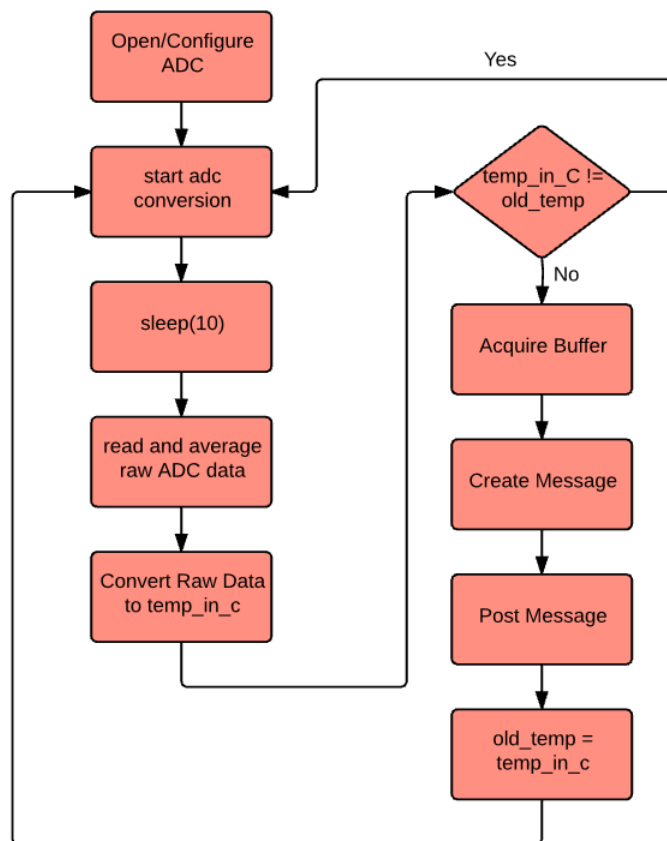 Open/Configure
ADC
start adc
conversion
sleep(10)
read and average
raw ADC data
Convert Raw Data
to temp_in_c
Yes
temp_in_C !=
old_temp
No
Acquire Buffer
Create Message
Post Message
old_temp =
temp_in_c